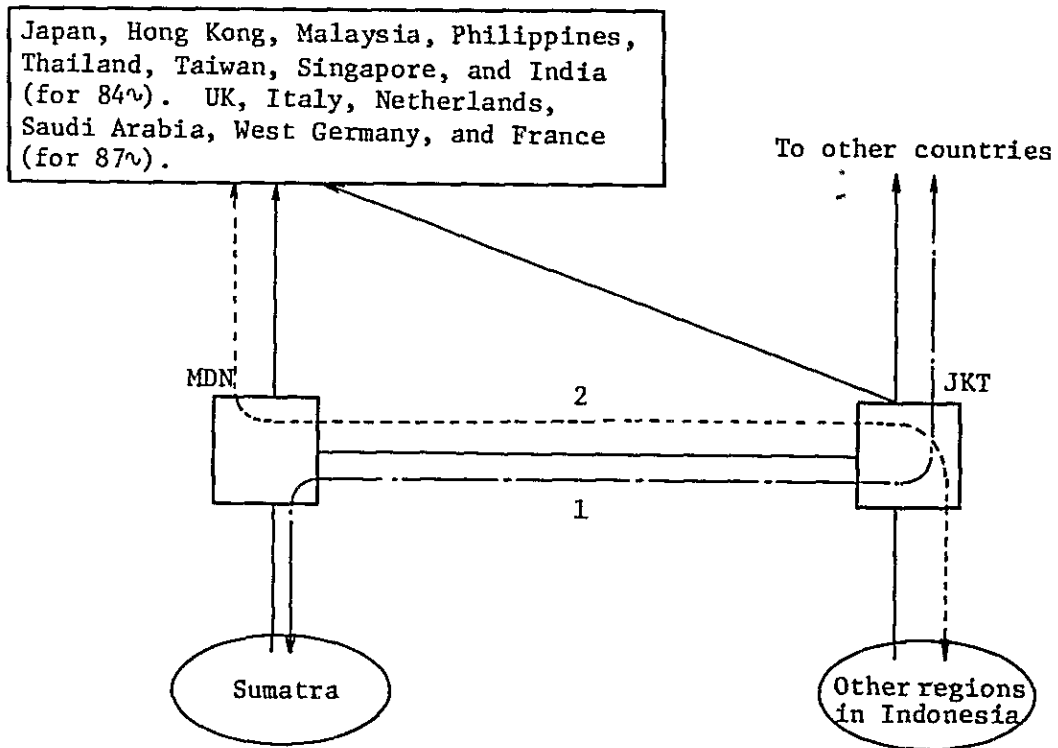 Japan, Hong Kong, Malaysia, Philippines,
Thailand, Taiwan, Singapore, and India
(for 84∿). UK, Italy, Netherlands,
Saudi Arabia, West Germany, and France
(for 87∿).
To other countries
MDN
2
JKT
1
Sumatra
Other regions
in Indonesia